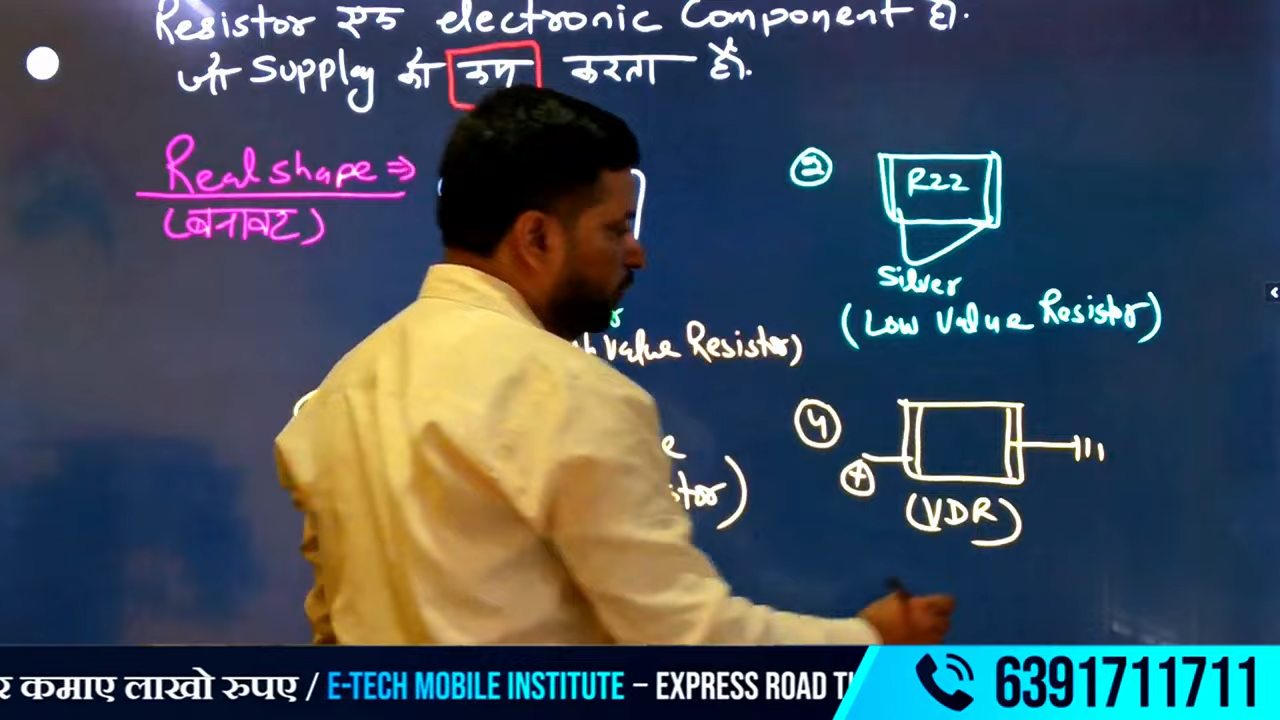 Resistor एक electronic Component है.
जो Supply को कम करता है.
Real shape ⇒
(बनावट)
② R22
Silver
(Low Value Resistor)
Value Resistor)
④
+
(VDR)
कमाए लाखो रुपए / E-TECH MOBILE INSTITUTE – EXPRESS ROAD
6391711711